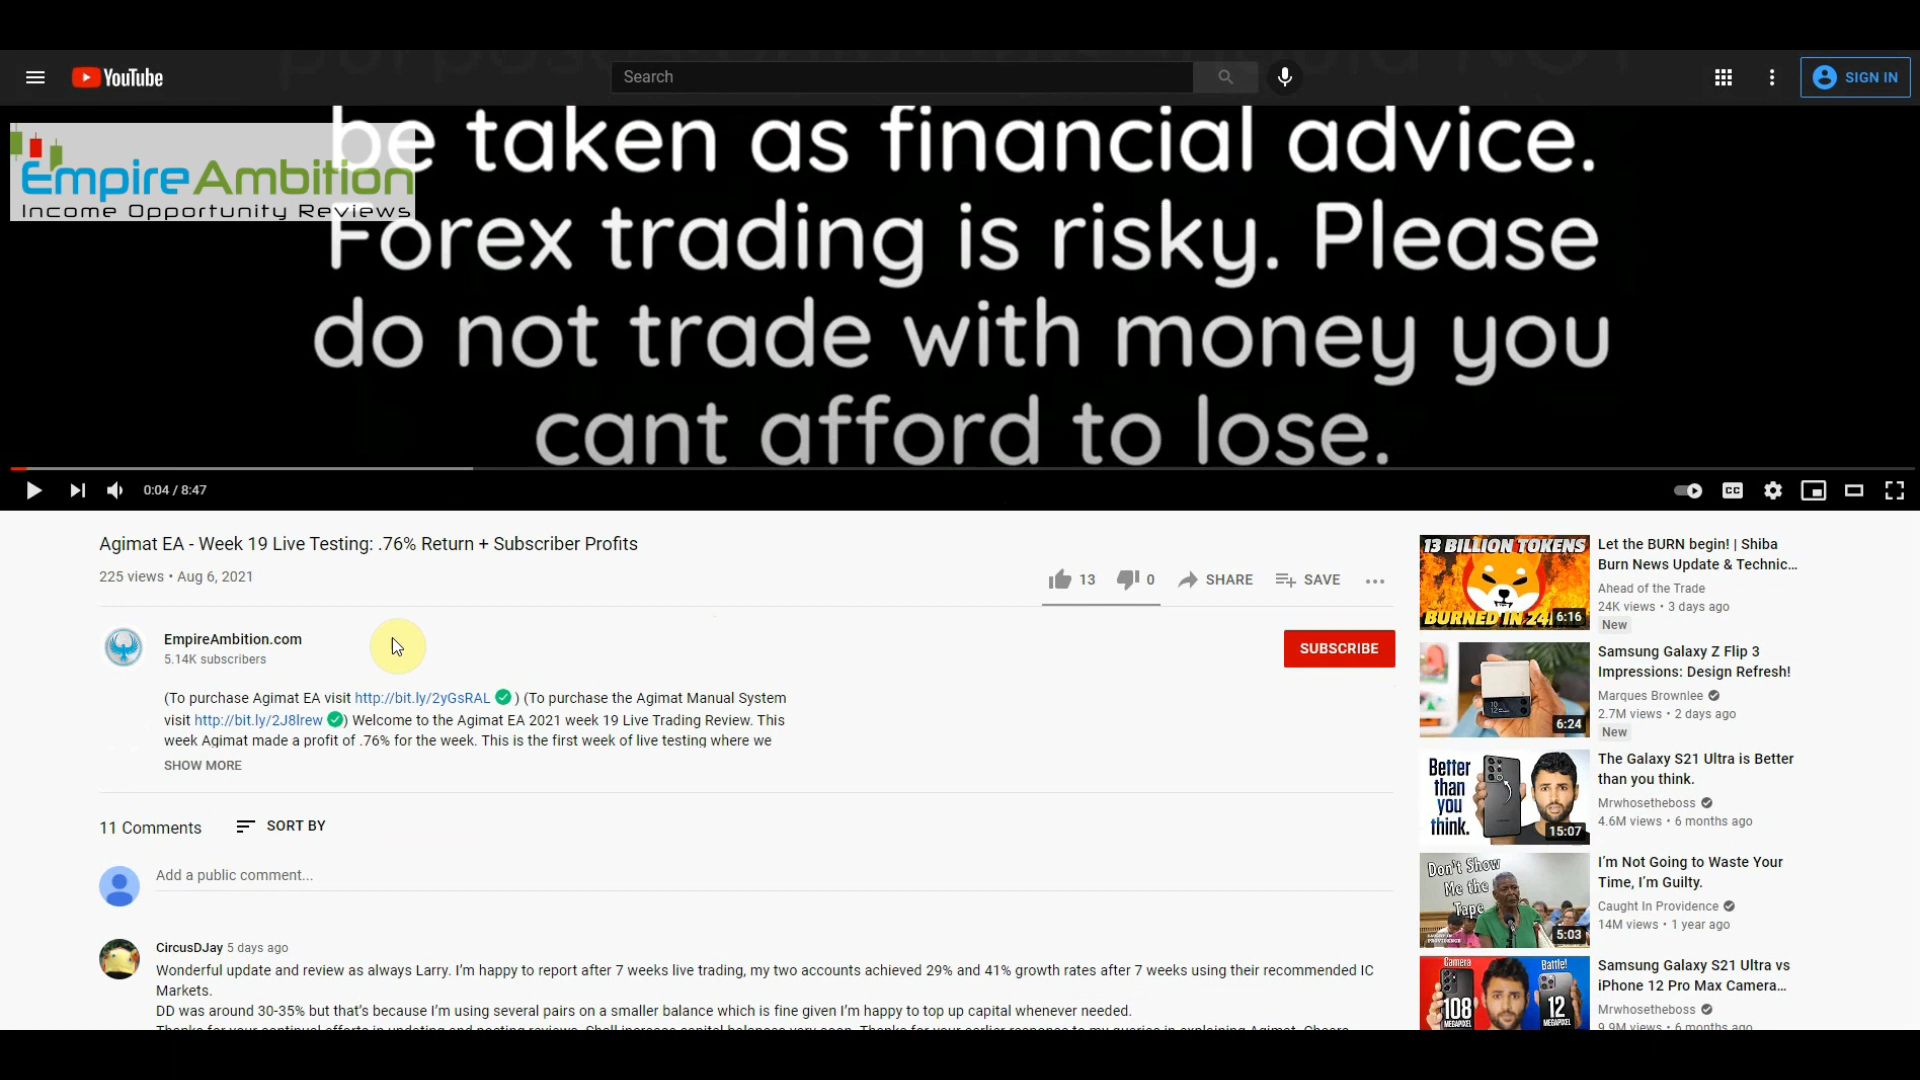 YouTube
Search
SIGN IN
be taken as financial advice.
EmpireAmbition
Income Opportunity Reviews
Forex trading is risky. Please
do not trade with money you
cant afford to lose.
0:04 / 8:47
CC
Agimat EA - Week 19 Live Testing: .76% Return + Subscriber Profits
225 views • Aug 6, 2021
13
0
SHARE
SAVE
EmpireAmbition.com
5.14K subscribers
SUBSCRIBE
(To purchase Agimat EA visit http://bit.ly/2yGsRAL ) (To purchase the Agimat Manual System
visit http://bit.ly/2J8lrew ) Welcome to the Agimat EA 2021 week 19 Live Trading Review. This
week Agimat made a profit of .76% for the week. This is the first week of live testing where we
SHOW MORE
11 Comments
SORT BY
Add a public comment...
CircusDJay 5 days ago
Wonderful update and review as always Larry. I'm happy to report after 7 weeks live trading, my two accounts achieved 29% and 41% growth rates after 7 weeks using their recommended IC
Markets.
DD was around 30-35% but that's because I'm using several pairs on a smaller balance which is fine given I'm happy to top up capital whenever needed.
13 BILLION TOKENS
BURNED IN 24
6:16
Let the BURN begin! | Shiba
Burn News Update & Technic...
Ahead of the Trade
24K views • 3 days ago
New
6:24
Samsung Galaxy Z Flip 3
Impressions: Design Refresh!
Marques Brownlee
2.7M views • 2 days ago
New
Better
than
you
think.
15:07
The Galaxy S21 Ultra is Better
than you think.
Mrwhosetheboss
4.6M views • 6 months ago
Don't Show
Me the
Tape
5:03
I'm Not Going to Waste Your
Time, I'm Guilty.
Caught In Providence
14M views • 1 year ago
Camera
Battle!
108
MEGAPIXEL
12
MEGAPIXEL
Samsung Galaxy S21 Ultra vs
iPhone 12 Pro Max Camera...
Mrwhosetheboss
9.9M views • 6 months ago